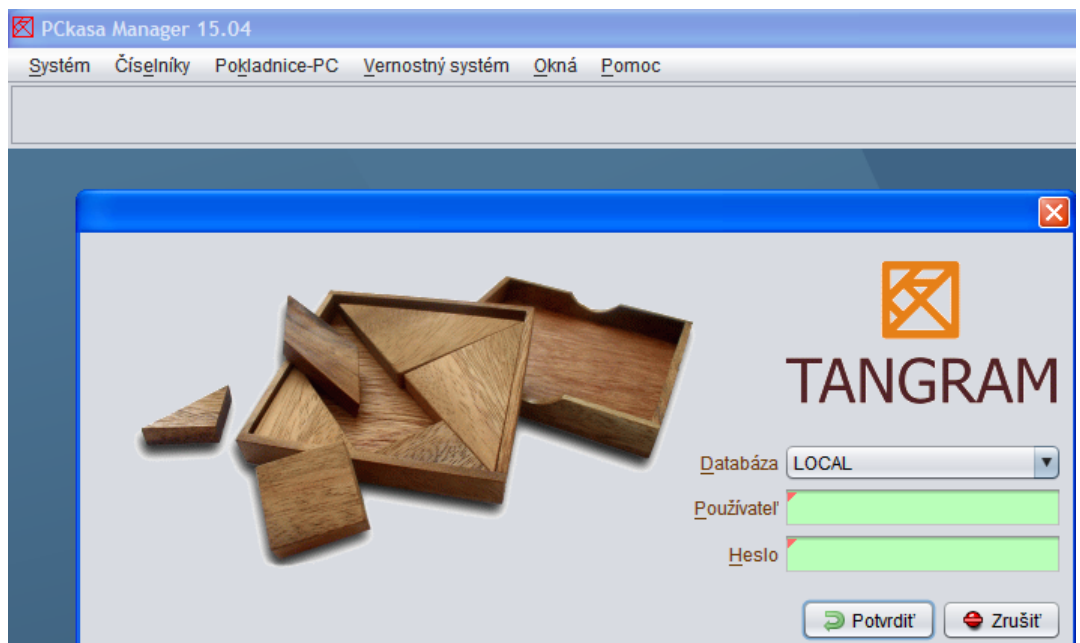 PCkasa Manager 15.04
Systém Číselníky Pokladnice-PC Vernostný systém Okná Pomoc
TANGRAM
Databáza LOCAL
Používateľ
Heslo
Potvrdiť Zrušiť